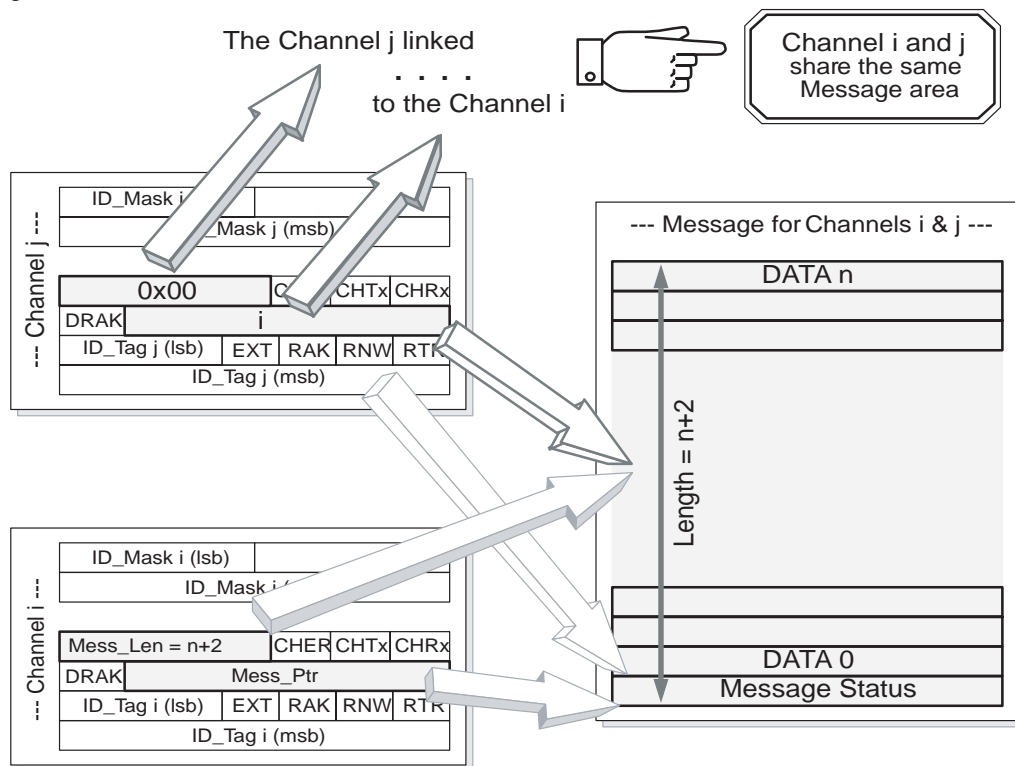 The Channel j linked
. . . .
to the Channel i
Channel i and j
share the same
Message area
--- Channel j ---
ID_Mask
Mask j (msb)
0x00
CHTx
CHRx
DRAK
i
ID_Tag j (lsb)
EXT
RAK
RNW
RTR
ID_Tag j (msb)
--- Message for Channels i & j ---
DATA n
Length = n+2
DATA 0
Message Status
--- Channel i ---
ID_Mask i (lsb)
ID_Mask i
Mess_Len = n+2
CHER
CHTx
CHRx
DRAK
Mess_Ptr
ID_Tag i (lsb)
EXT
RAK
RNW
RTR
ID_Tag i (msb)